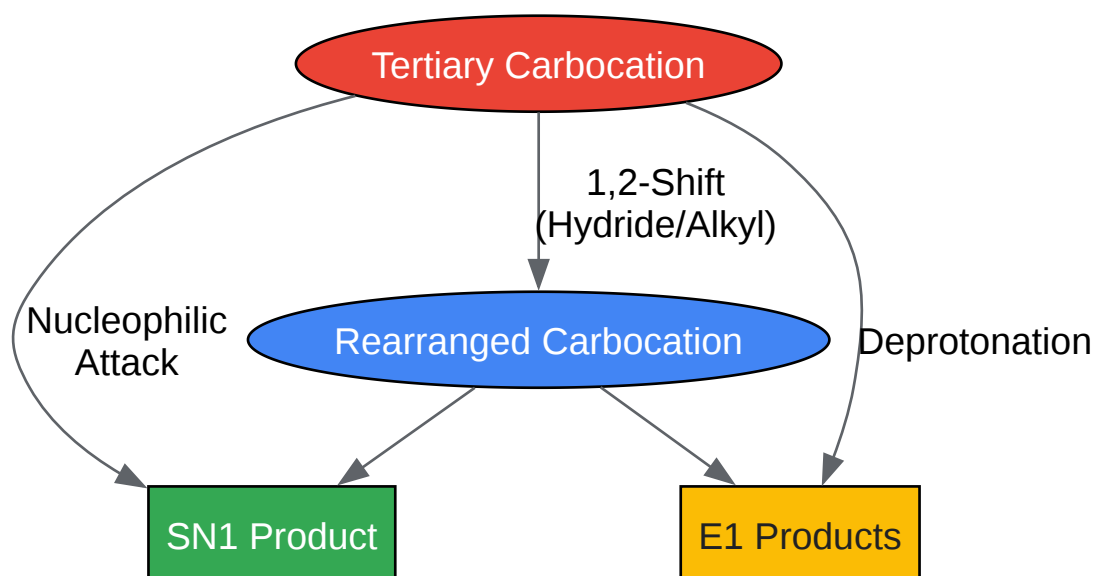 Tertiary Carbocation
1,2-Shift
(Hydride/Alkyl)
Nucleophilic
Attack
Rearranged Carbocation
Deprotonation
SN1 Product
E1 Products